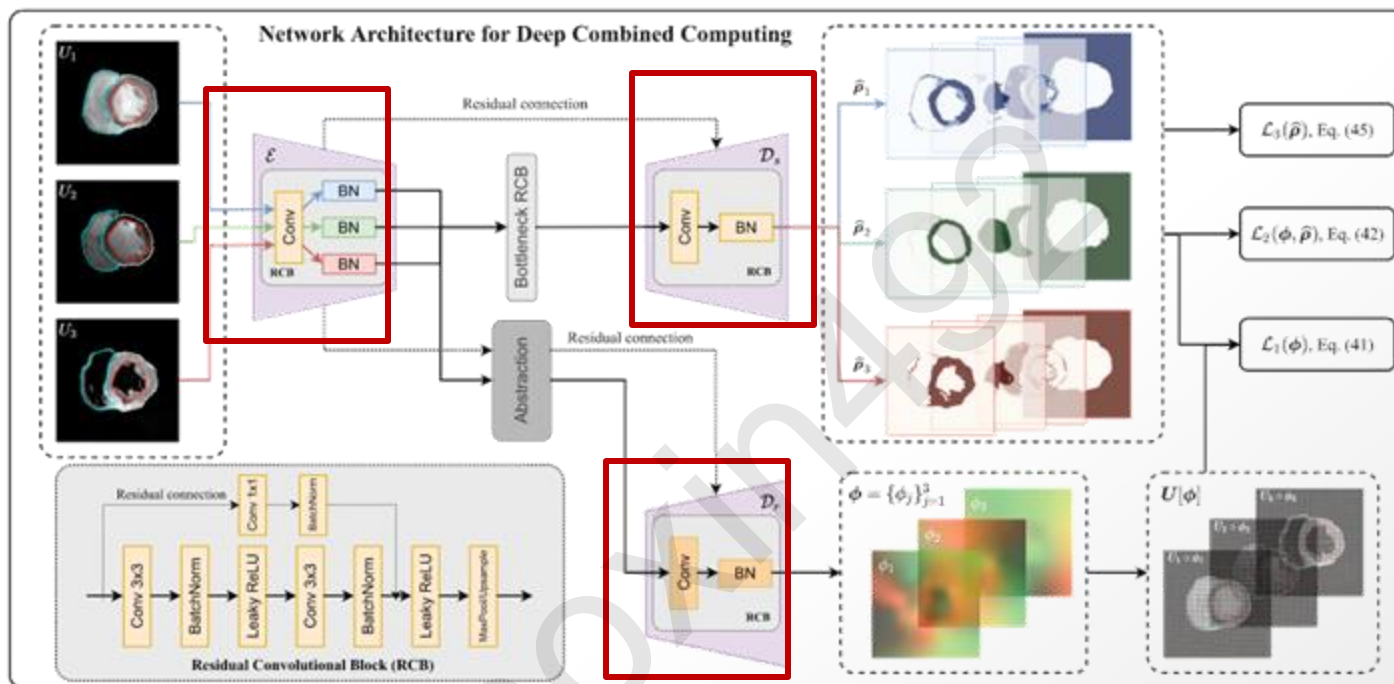 Network Architecture for Deep Combined Computing
U₁
U₂
U₃
Residual connection
ℰ
Conv
BN
BN
BN
RCB
Bottleneck RCB
Abstraction
Residual connection
𝒟ₛ
Conv
BN
RCB
𝒟ᵣ
Conv
BN
RCB
ρ̂₁
ρ̂₂
ρ̂₃
ℒ₃(ρ̂), Eq. (45)
ℒ₂(ϕ, ρ̂), Eq. (42)
ℒ₁(ϕ), Eq. (41)
ϕ = {ϕⱼ}³ⱼ₌₁
ϕ₁
ϕ₂
ϕ₃
U[ϕ]
Residual connection
Conv 1x1
BatchNorm
Conv 3x3
BatchNorm
Leaky ReLU
Conv 3x3
BatchNorm
Leaky ReLU
MaxPool/Upsample
Residual Convolutional Block (RCB)